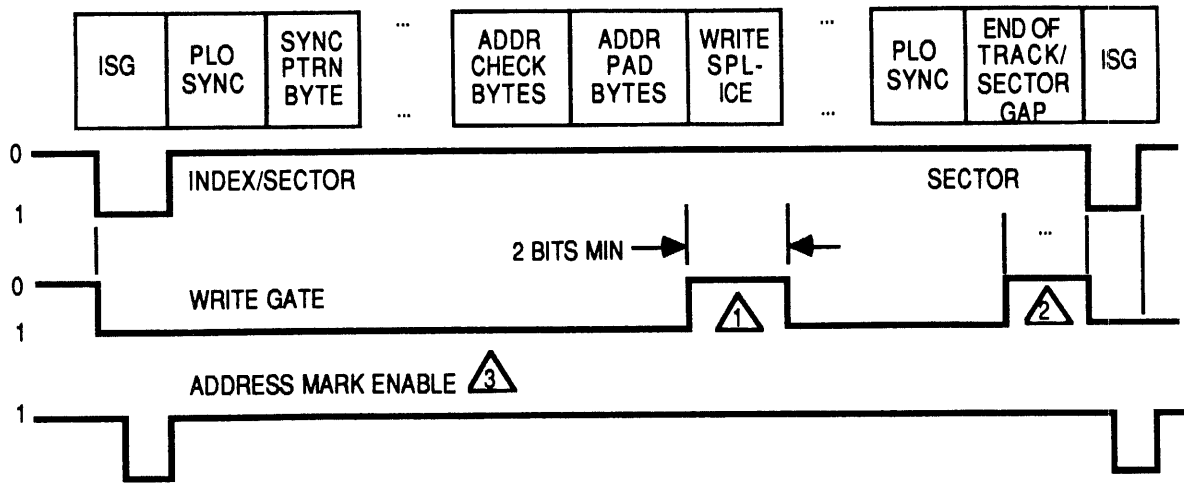 ... ...
ISG
PLO
SYNC
SYNC
PTRN
BYTE
ADDR
CHECK
BYTES
ADDR
PAD
BYTES
WRITE
SPL-
ICE
PLO
SYNC
END OF
TRACK/
SECTOR
GAP
ISG
... ...
0
INDEX/SECTOR SECTOR
1
2 BITS MIN ...
0
WRITE GATE 1 2
1
ADDRESS MARK ENABLE 3
1